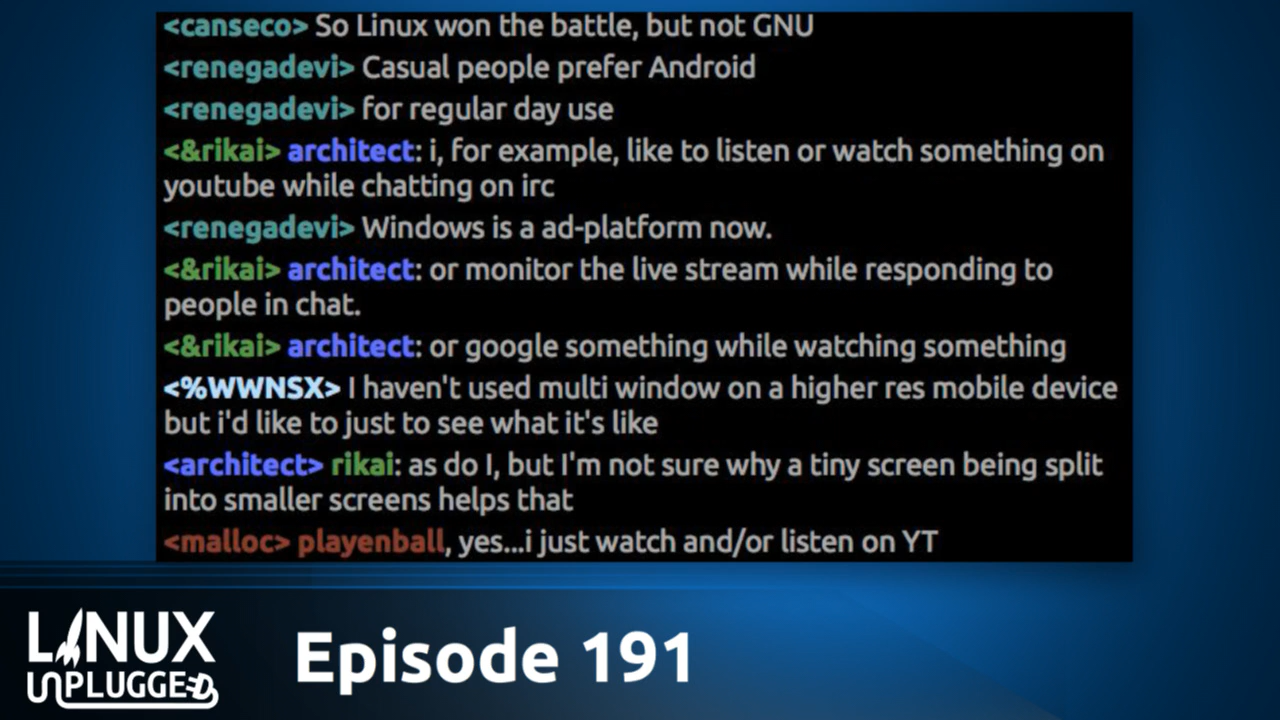 <canseco> So Linux won the battle, but not GNU
<renegadevi> Casual people prefer Android
<renegadevi> for regular day use
<&rikai> architect: i, for example, like to listen or watch something on
youtube while chatting on irc
<renegadevi> Windows is a ad-platform now.
<&rikai> architect: or monitor the live stream while responding to
people in chat.
<&rikai> architect: or google something while watching something
<%WWNSX> I haven't used multi window on a higher res mobile device
but i'd like to just to see what it's like
<architect> rikai: as do I, but I'm not sure why a tiny screen being split
into smaller screens helps that
<malloc> playenball, yes...i just watch and/or listen on YT
LINUX
UNPLUGGED
Episode 191